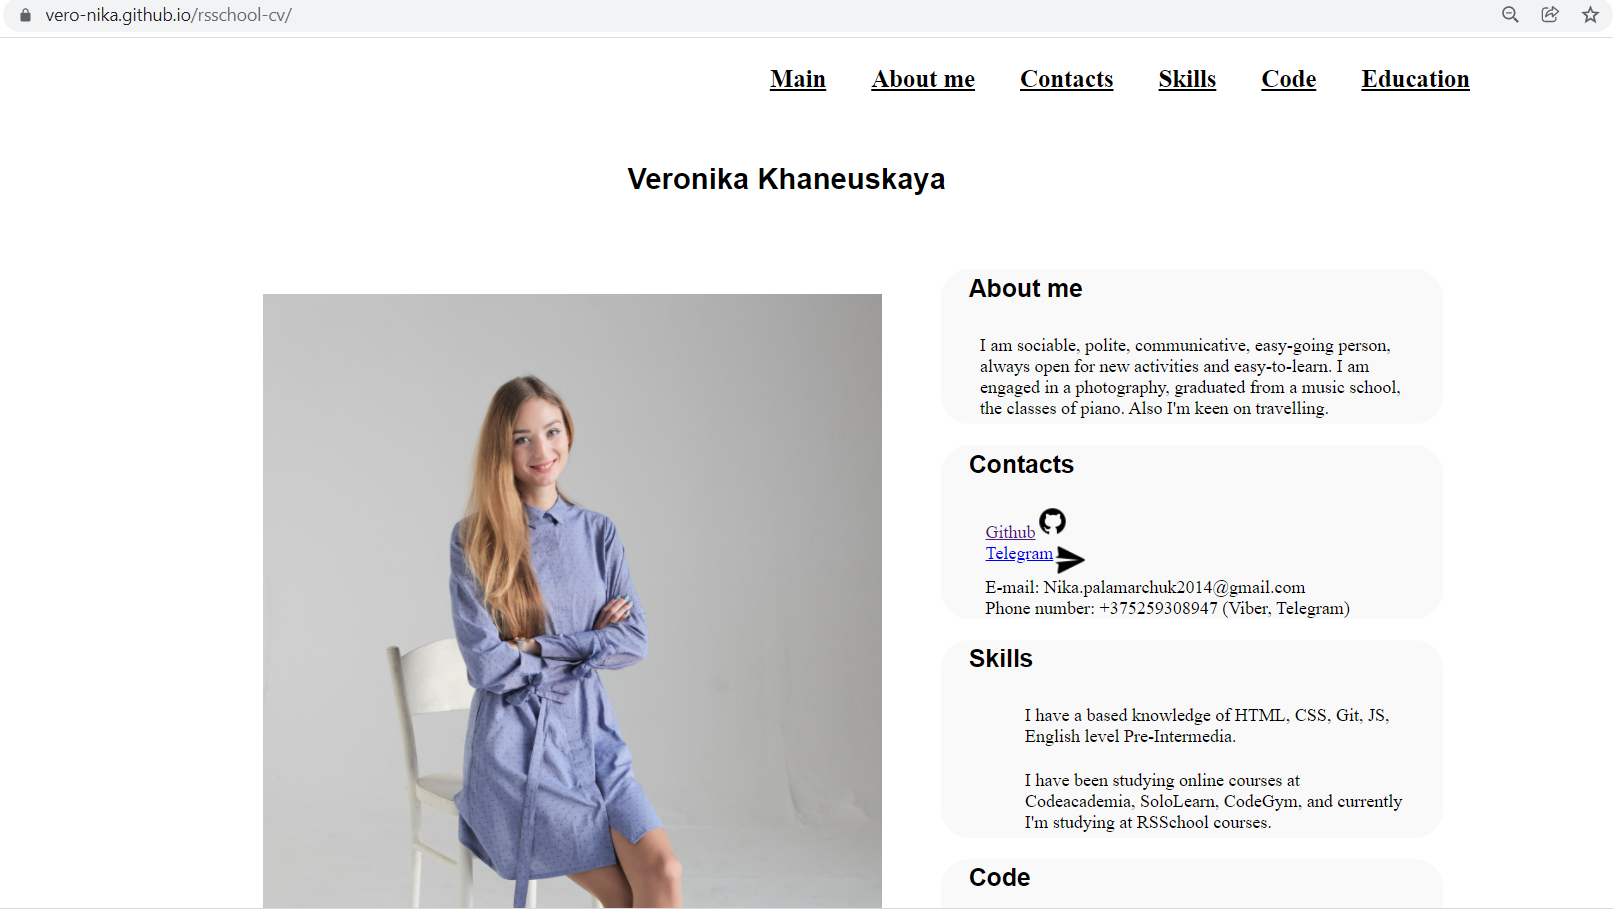 vero-nika.github.io/rsschool-cv/
Main About me Contacts Skills Code Education
Veronika Khaneuskaya
About me
I am sociable, polite, communicative, easy-going person,
always open for new activities and easy-to-learn. I am
engaged in a photography, graduated from a music school,
the classes of piano. Also I'm keen on travelling.
Contacts
Github
Telegram
E-mail: Nika.palamarchuk2014@gmail.com
Phone number: +375259308947 (Viber, Telegram)
Skills
I have a based knowledge of HTML, CSS, Git, JS,
English level Pre-Intermedia.
I have been studying online courses at
Codeacademia, SoloLearn, CodeGym, and currently
I'm studying at RSSchool courses.
Code